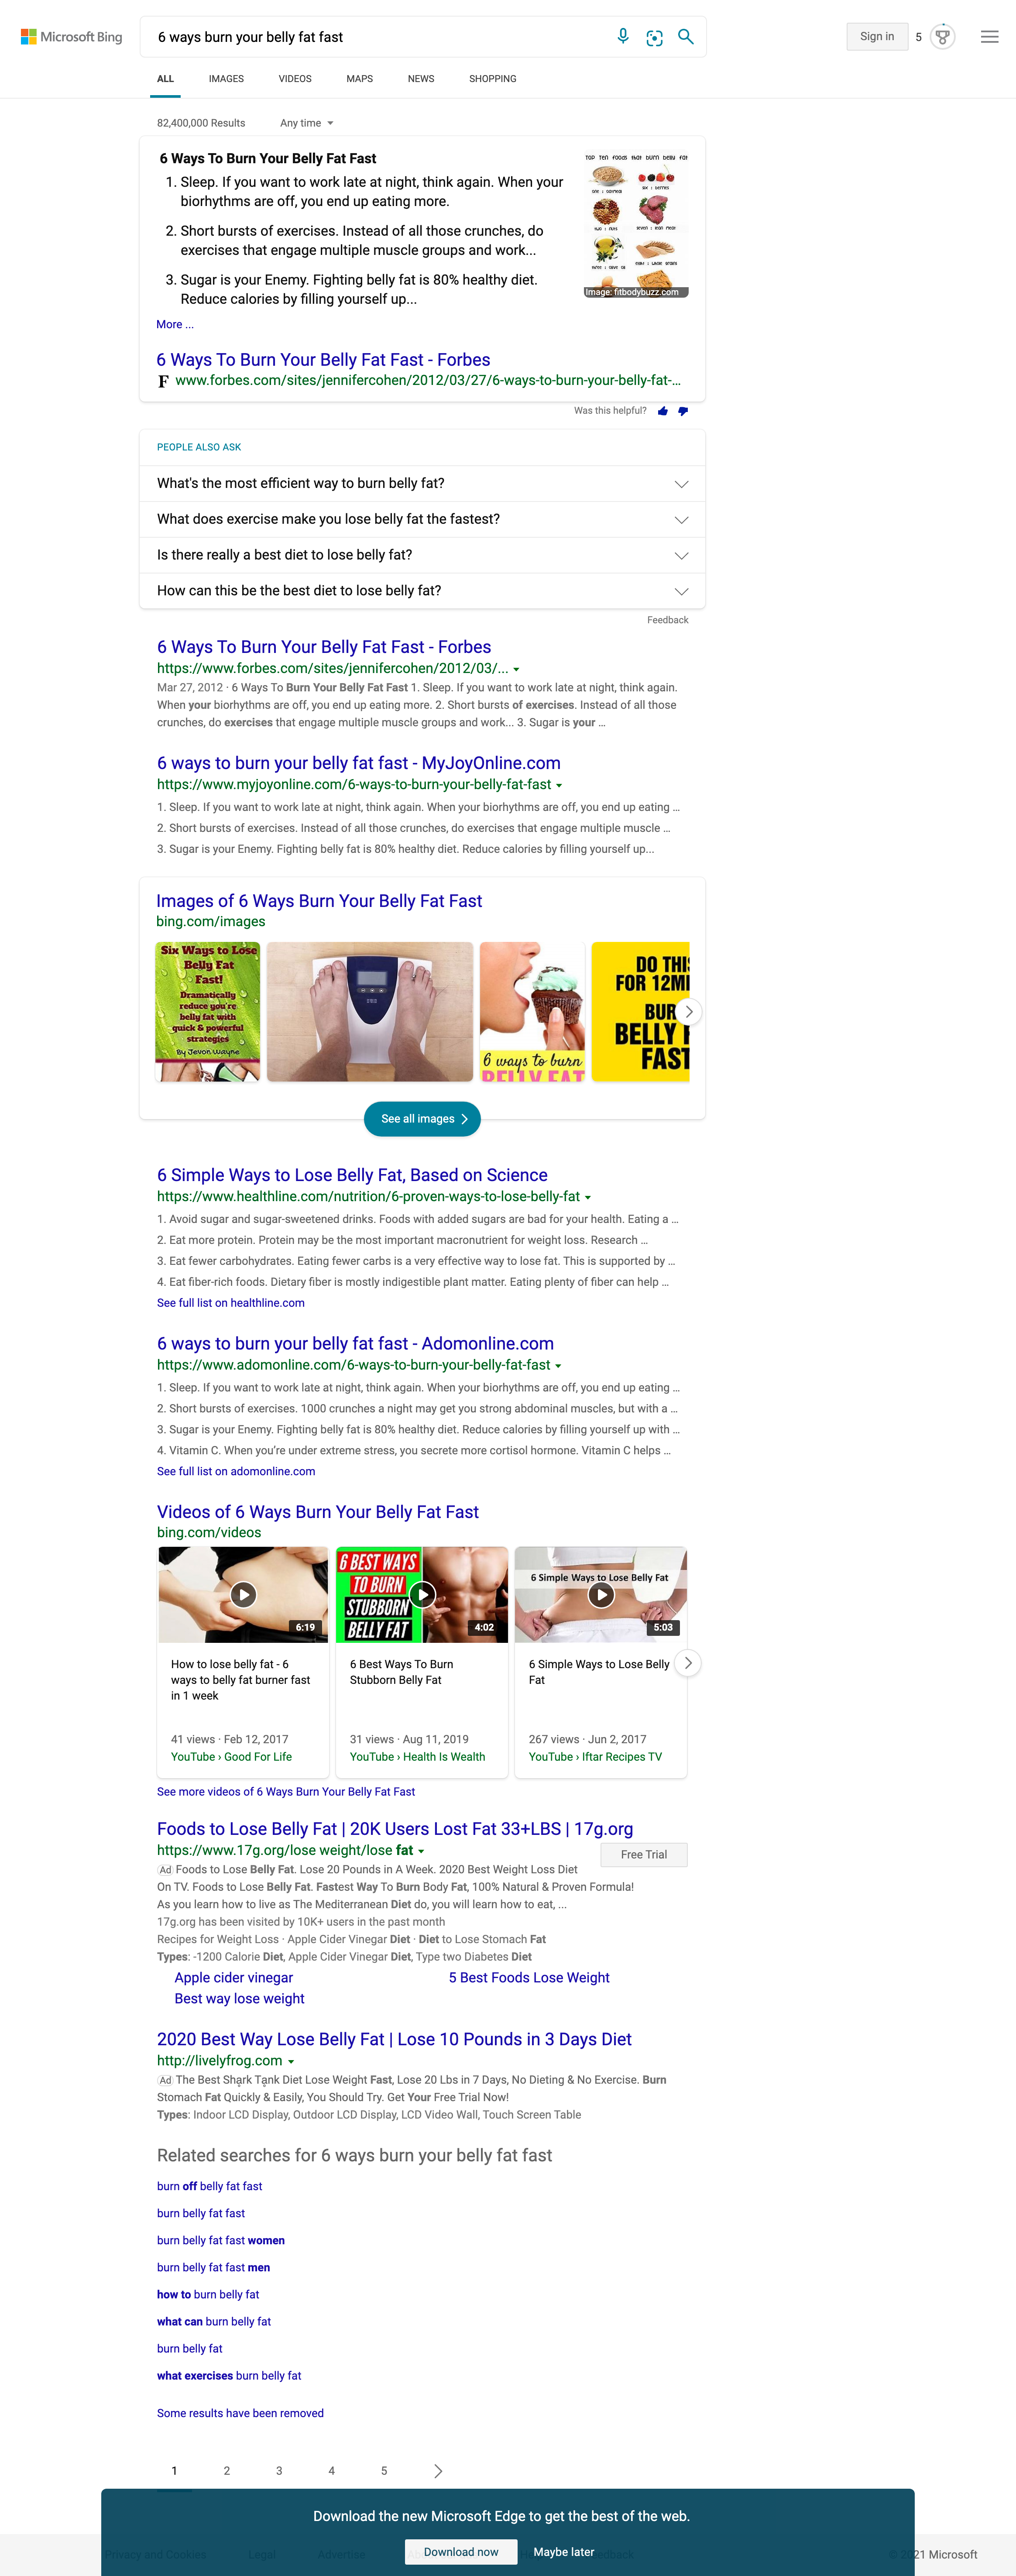 Microsoft Bing
6 ways burn your belly fat fast
Sign in
5
ALL
IMAGES
VIDEOS
MAPS
NEWS
SHOPPING
82,400,000 Results
Any time
6 Ways To Burn Your Belly Fat Fast
1. Sleep. If you want to work late at night, think again. When your
biorhythms are off, you end up eating more.
2. Short bursts of exercises. Instead of all those crunches, do
exercises that engage multiple muscle groups and work...
3. Sugar is your Enemy. Fighting belly fat is 80% healthy diet.
Reduce calories by filling yourself up...
TOP TEN foods that burn belly fat
Image: fitbodybuzz.com
More ...
6 Ways To Burn Your Belly Fat Fast - Forbes
F www.forbes.com/sites/jennifercohen/2012/03/27/6-ways-to-burn-your-belly-fat-...
Was this helpful?
PEOPLE ALSO ASK
What's the most efficient way to burn belly fat?
What does exercise make you lose belly fat the fastest?
Is there really a best diet to lose belly fat?
How can this be the best diet to lose belly fat?
Feedback
6 Ways To Burn Your Belly Fat Fast - Forbes
https://www.forbes.com/sites/jennifercohen/2012/03/...
Mar 27, 2012 · 6 Ways To Burn Your Belly Fat Fast 1. Sleep. If you want to work late at night, think again.
When your biorhythms are off, you end up eating more. 2. Short bursts of exercises. Instead of all those
crunches, do exercises that engage multiple muscle groups and work... 3. Sugar is your ...
6 ways to burn your belly fat fast - MyJoyOnline.com
https://www.myjoyonline.com/6-ways-to-burn-your-belly-fat-fast
1. Sleep. If you want to work late at night, think again. When your biorhythms are off, you end up eating ...
2. Short bursts of exercises. Instead of all those crunches, do exercises that engage multiple muscle ...
3. Sugar is your Enemy. Fighting belly fat is 80% healthy diet. Reduce calories by filling yourself up...
Images of 6 Ways Burn Your Belly Fat Fast
bing.com/images
Six Ways to Lose
Belly Fat
Fast!
Dramatically
reduce you're
belly fat with
quick & powerful
strategies
By Jevon Wayne
6 ways to burn
BELLY FAT
DO THIS
FOR 12MI
BUR
BELLY F
FAST
See all images
6 Simple Ways to Lose Belly Fat, Based on Science
https://www.healthline.com/nutrition/6-proven-ways-to-lose-belly-fat
1. Avoid sugar and sugar-sweetened drinks. Foods with added sugars are bad for your health. Eating a ...
2. Eat more protein. Protein may be the most important macronutrient for weight loss. Research ...
3. Eat fewer carbohydrates. Eating fewer carbs is a very effective way to lose fat. This is supported by ...
4. Eat fiber-rich foods. Dietary fiber is mostly indigestible plant matter. Eating plenty of fiber can help ...
See full list on healthline.com
6 ways to burn your belly fat fast - Adomonline.com
https://www.adomonline.com/6-ways-to-burn-your-belly-fat-fast
1. Sleep. If you want to work late at night, think again. When your biorhythms are off, you end up eating ...
2. Short bursts of exercises. 1000 crunches a night may get you strong abdominal muscles, but with a ...
3. Sugar is your Enemy. Fighting belly fat is 80% healthy diet. Reduce calories by filling yourself up with ...
4. Vitamin C. When you're under extreme stress, you secrete more cortisol hormone. Vitamin C helps ...
See full list on adomonline.com
Videos of 6 Ways Burn Your Belly Fat Fast
bing.com/videos
6:19
How to lose belly fat - 6
ways to belly fat burner fast
in 1 week
41 views · Feb 12, 2017
YouTube › Good For Life
6 BEST WAYS
TO BURN
STUBBORN
BELLY FAT
4:02
6 Best Ways To Burn
Stubborn Belly Fat
31 views · Aug 11, 2019
YouTube › Health Is Wealth
6 Simple Ways to Lose Belly Fat
5:03
6 Simple Ways to Lose Belly
Fat
267 views · Jun 2, 2017
YouTube › Iftar Recipes TV
See more videos of 6 Ways Burn Your Belly Fat Fast
Foods to Lose Belly Fat | 20K Users Lost Fat 33+LBS | 17g.org
https://www.17g.org/lose weight/lose fat
Free Trial
Ad Foods to Lose Belly Fat. Lose 20 Pounds in A Week. 2020 Best Weight Loss Diet
On TV. Foods to Lose Belly Fat. Fastest Way To Burn Body Fat, 100% Natural & Proven Formula!
As you learn how to live as The Mediterranean Diet do, you will learn how to eat, ...
17g.org has been visited by 10K+ users in the past month
Recipes for Weight Loss · Apple Cider Vinegar Diet · Diet to Lose Stomach Fat
Types: -1200 Calorie Diet, Apple Cider Vinegar Diet, Type two Diabetes Diet
Apple cider vinegar
5 Best Foods Lose Weight
Best way lose weight
2020 Best Way Lose Belly Fat | Lose 10 Pounds in 3 Days Diet
http://livelyfrog.com
Ad The Best Shạrk Tạnk Diet Lose Weight Fast, Lose 20 Lbs in 7 Days, No Dieting & No Exercise. Burn
Stomach Fat Quickly & Easily, You Should Try. Get Your Free Trial Now!
Types: Indoor LCD Display, Outdoor LCD Display, LCD Video Wall, Touch Screen Table
Related searches for 6 ways burn your belly fat fast
burn off belly fat fast
burn belly fat fast
burn belly fat fast women
burn belly fat fast men
how to burn belly fat
what can burn belly fat
burn belly fat
what exercises burn belly fat
Some results have been removed
1
2
3
4
5
Download the new Microsoft Edge to get the best of the web.
Download now
Maybe later
Privacy and Cookies
Legal
Advertise
21 Microsoft